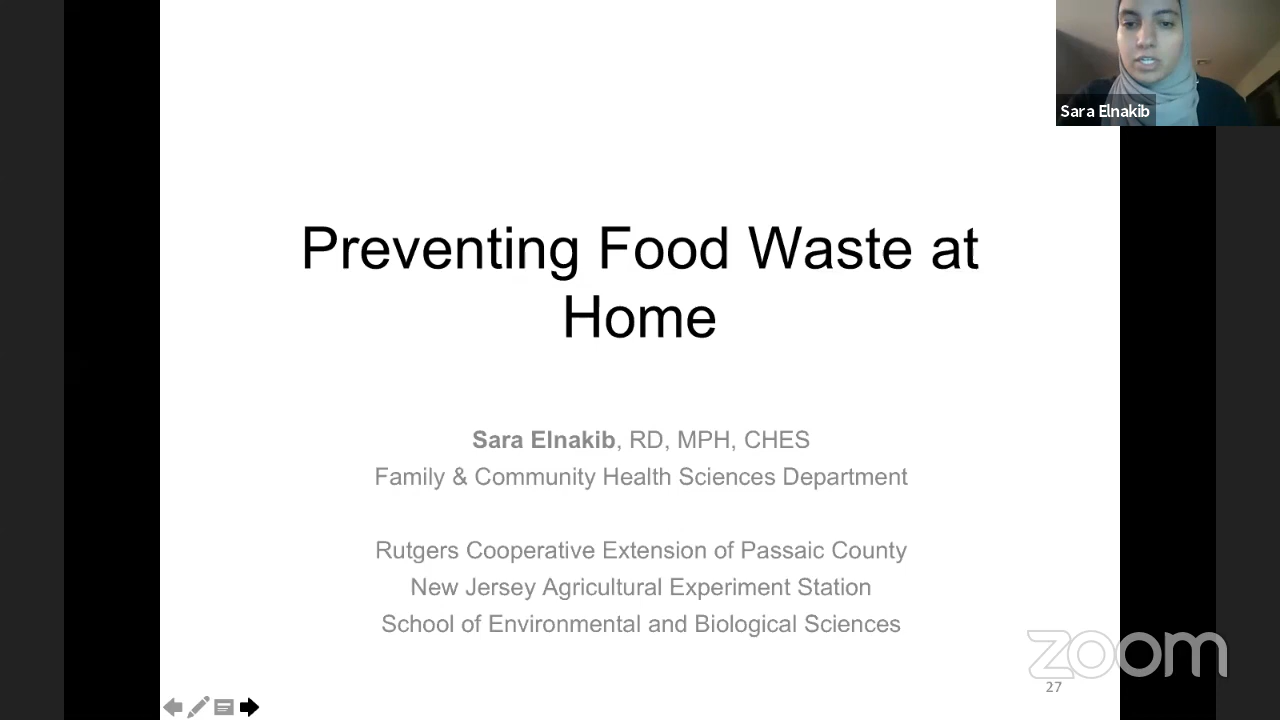 Sara Elnakib
Preventing Food Waste at
Home
Sara Elnakib, RD, MPH, CHES
Family & Community Health Sciences Department
Rutgers Cooperative Extension of Passaic County
New Jersey Agricultural Experiment Station
School of Environmental and Biological Sciences
zoom
27